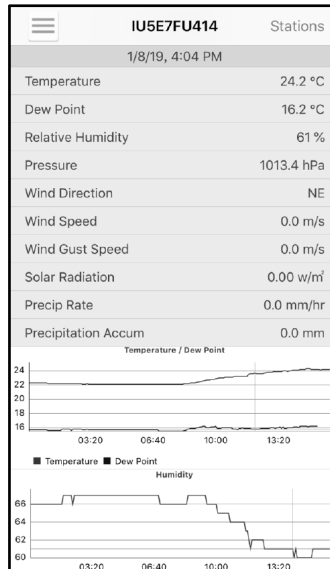 IU5E7FU414 Stations
1/8/19, 4:04 PM
Temperature 24.2 °C
Dew Point 16.2 °C
Relative Humidity 61 %
Pressure 1013.4 hPa
Wind Direction NE
Wind Speed 0.0 m/s
Wind Gust Speed 0.0 m/s
Solar Radiation 0.00 w/㎡
Precip Rate 0.0 mm/hr
Precipitation Accum 0.0 mm
Temperature / Dew Point
24
22
20
18
16
03:20 06:40 10:00 13:20
Temperature Dew Point
Humidity
66
64
62
60
03:20 06:40 10:00 13:20